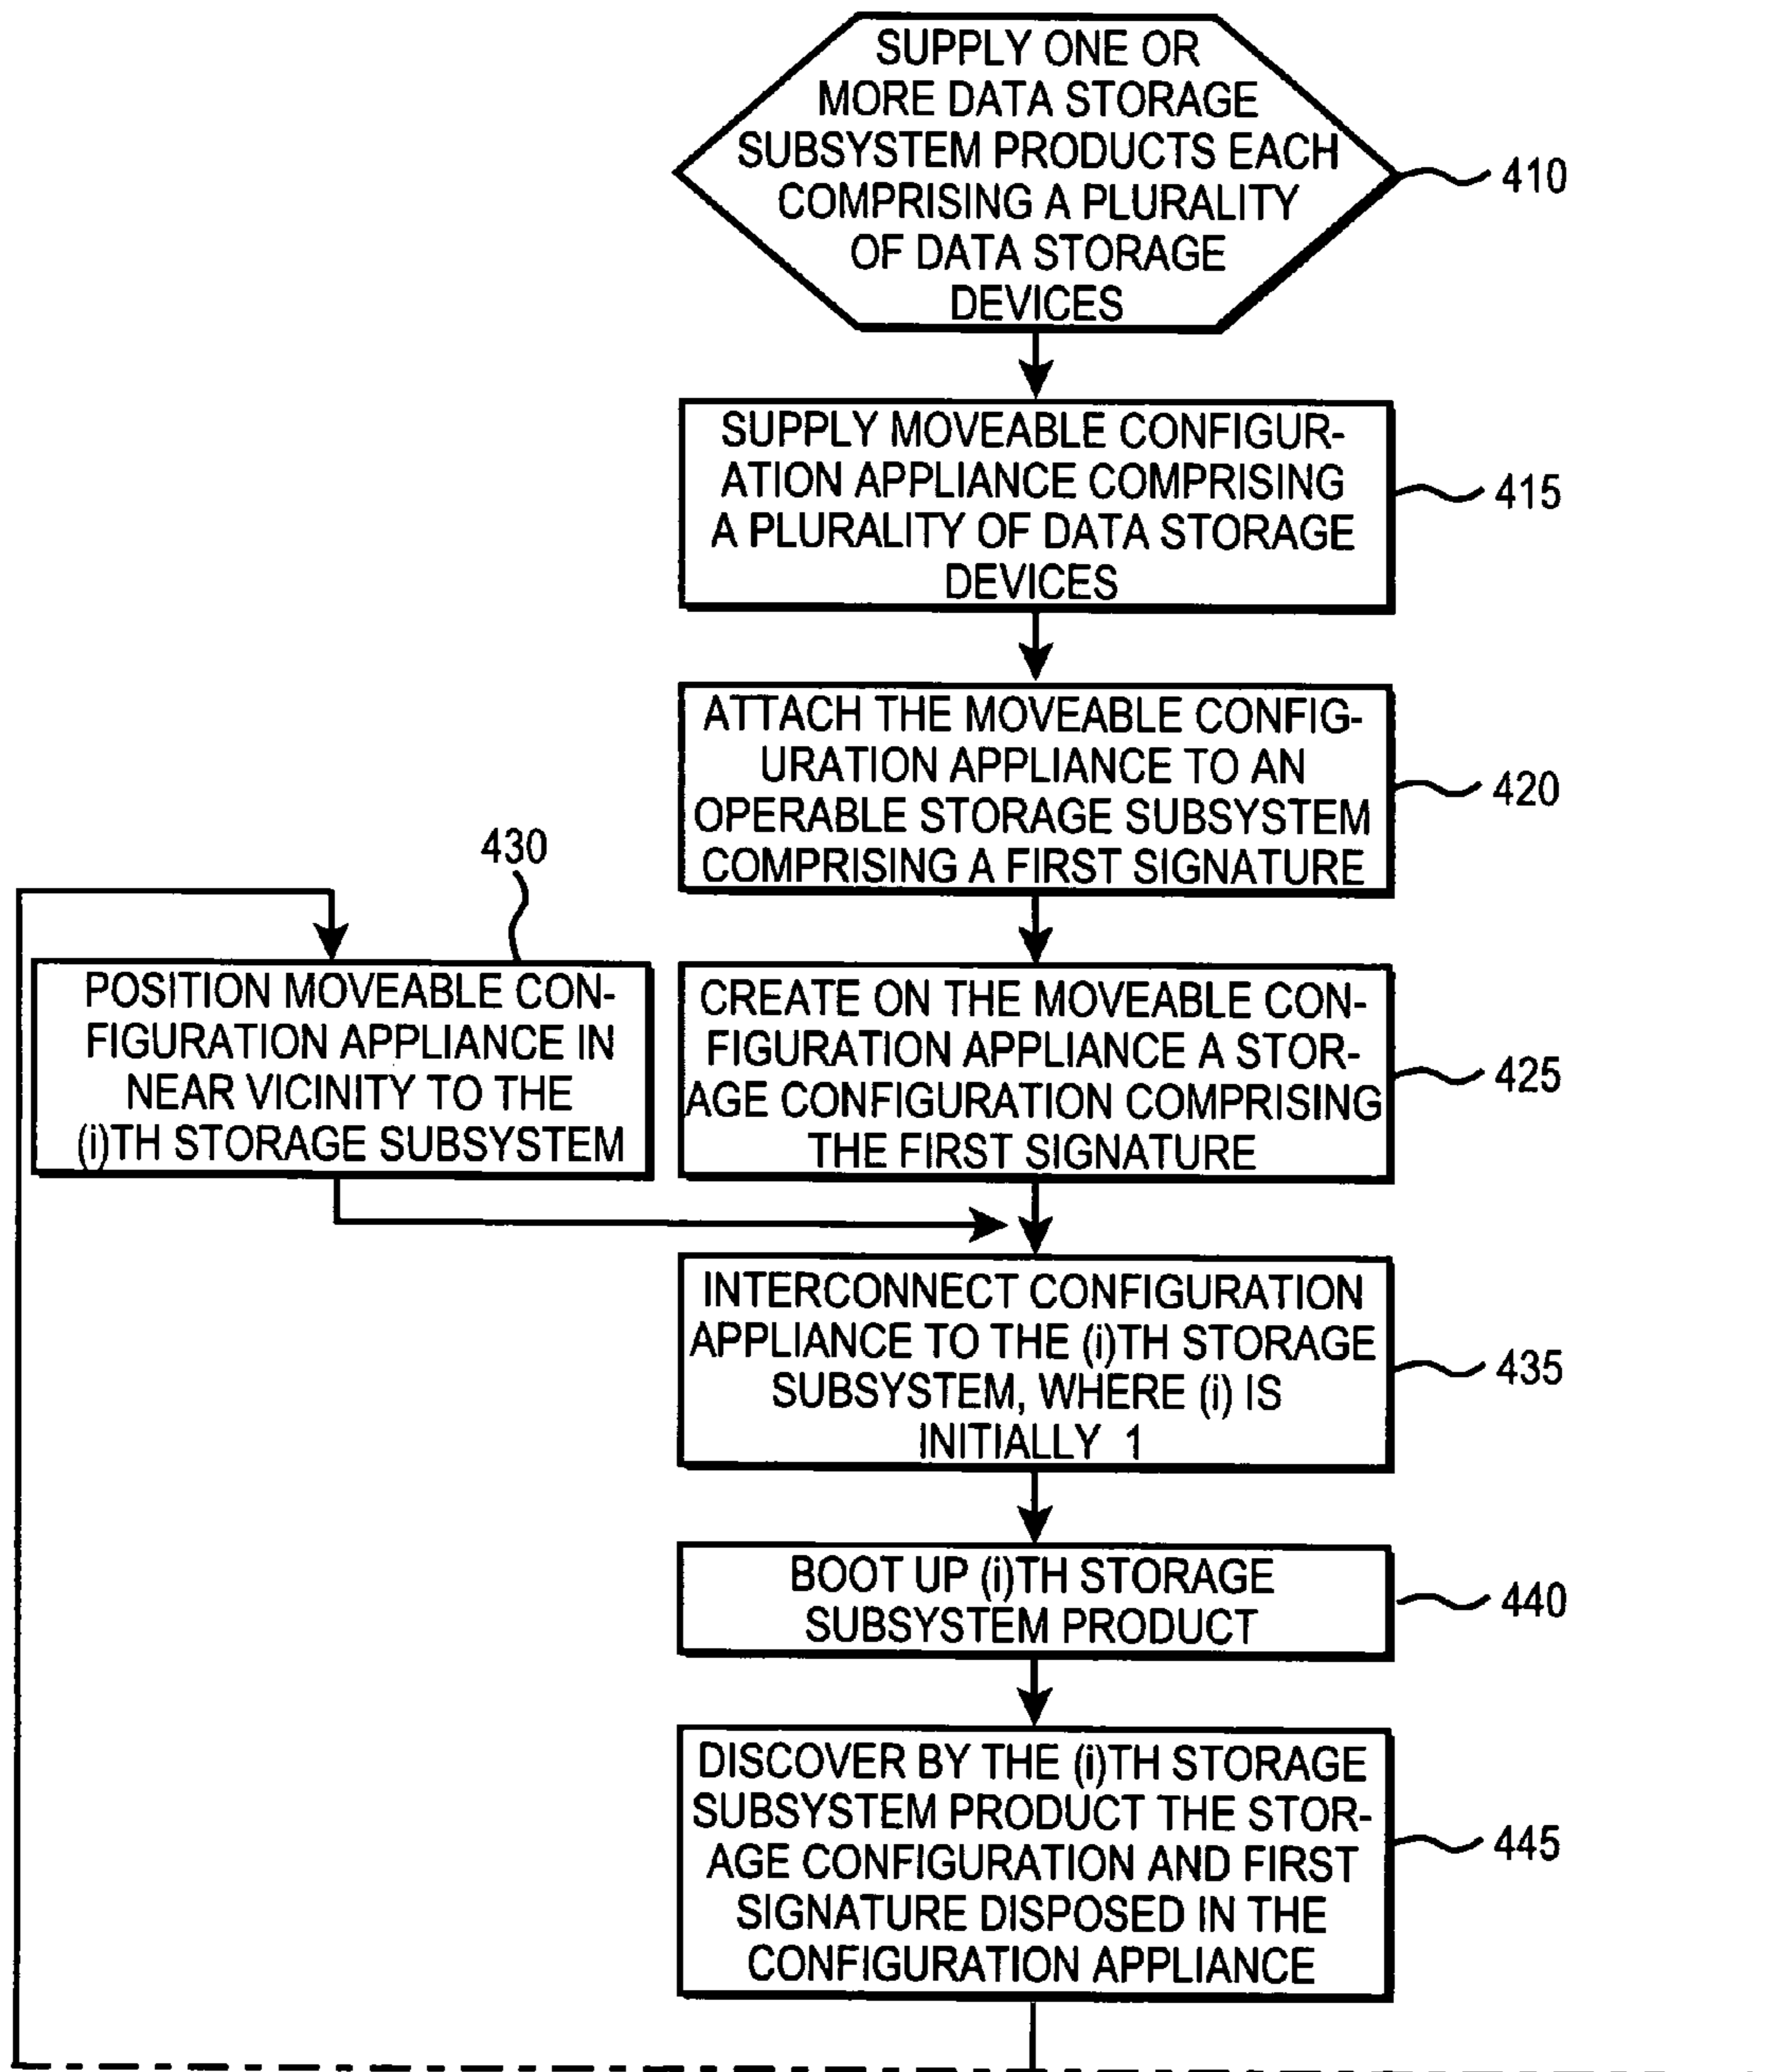 SUPPLY ONE OR
MORE DATA STORAGE
SUBSYSTEM PRODUCTS EACH
COMPRISING A PLURALITY
OF DATA STORAGE
DEVICES
410
SUPPLY MOVEABLE CONFIGUR-
ATION APPLIANCE COMPRISING
A PLURALITY OF DATA STORAGE
DEVICES
415
ATTACH THE MOVEABLE CONFIG-
URATION APPLIANCE TO AN
OPERABLE STORAGE SUBSYSTEM
COMPRISING A FIRST SIGNATURE
420
430
POSITION MOVEABLE CON-
FIGURATION APPLIANCE IN
NEAR VICINITY TO THE
(i)TH STORAGE SUBSYSTEM
CREATE ON THE MOVEABLE CON-
FIGURATION APPLIANCE A STOR-
AGE CONFIGURATION COMPRISING
THE FIRST SIGNATURE
425
INTERCONNECT CONFIGURATION
APPLIANCE TO THE (i)TH STORAGE
SUBSYSTEM, WHERE (i) IS
INITIALLY 1
435
BOOT UP (i)TH STORAGE
SUBSYSTEM PRODUCT
440
DISCOVER BY THE (i)TH STORAGE
SUBSYSTEM PRODUCT THE STOR-
AGE CONFIGURATION AND FIRST
SIGNATURE DISPOSED IN THE
CONFIGURATION APPLIANCE
445